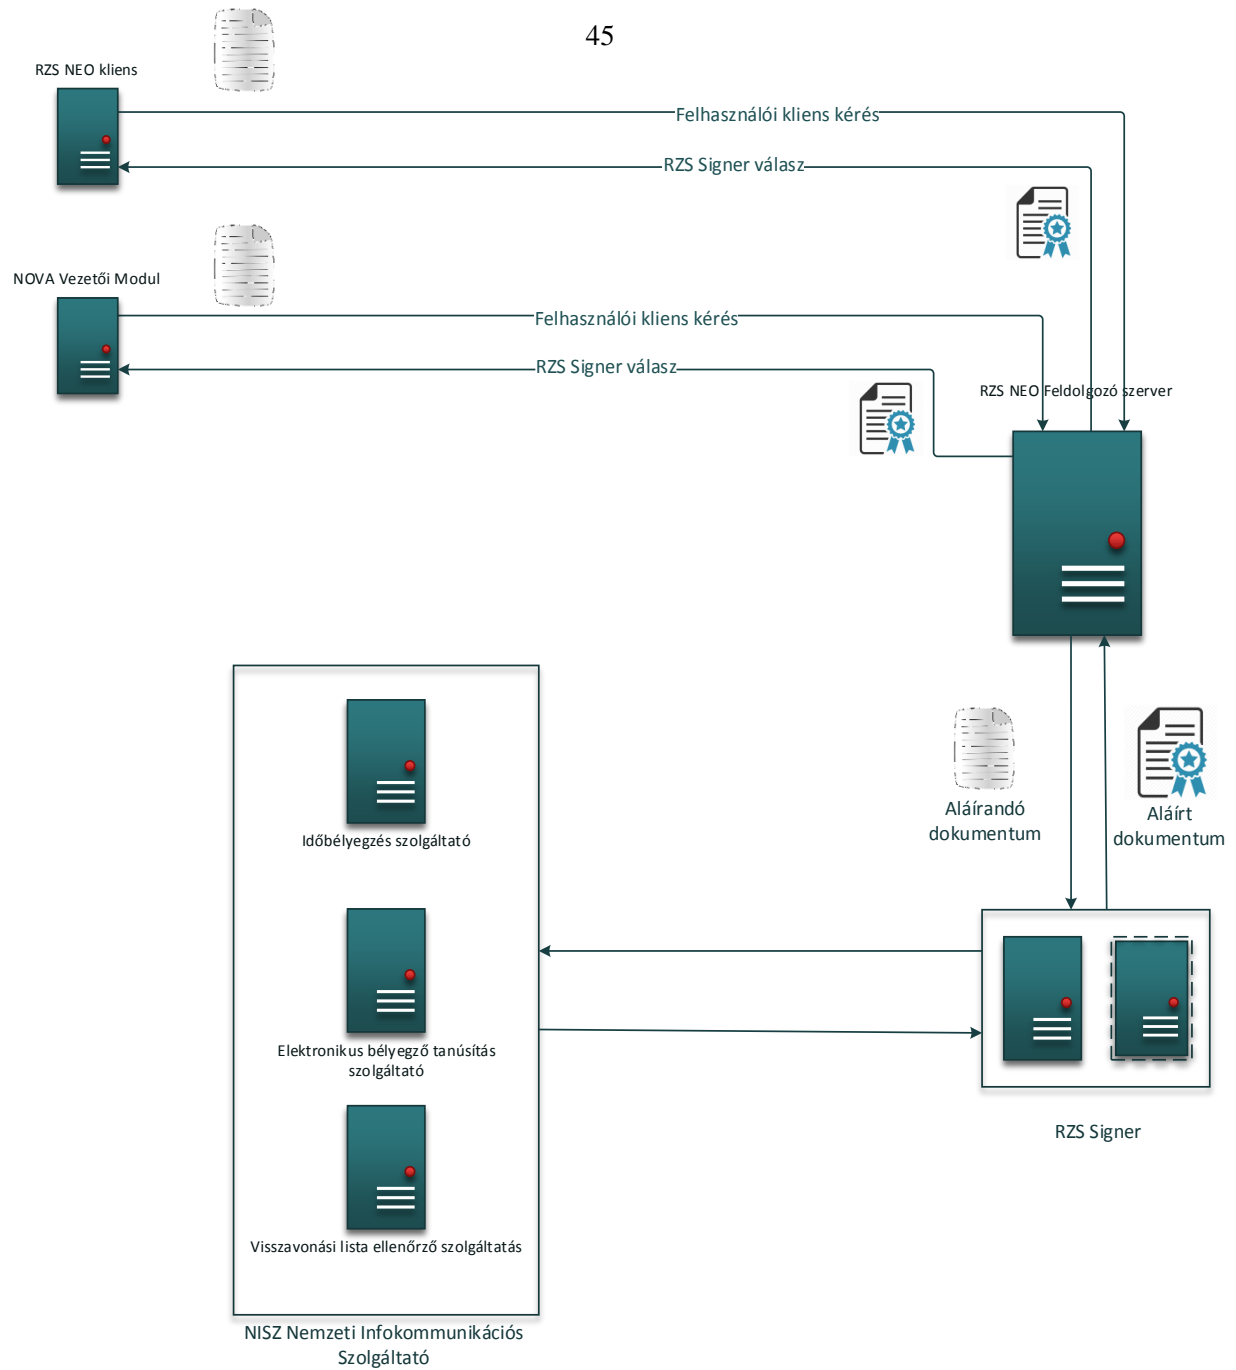 45
RZS NEO kliens
Felhasználói kliens kérés
RZS Signer válasz
NOVA Vezetői Modul
Felhasználói kliens kérés
RZS Signer válasz
RZS NEO Feldolgozó szerver
Aláírandó
dokumentum
Aláírt
dokumentum
Időbélyegzés szolgáltató
Elektronikus bélyegző tanúsítás
szolgáltató
RZS Signer
Visszavonási lista ellenőrző szolgáltatás
NISZ Nemzeti Infokommunikációs
Szolgáltató